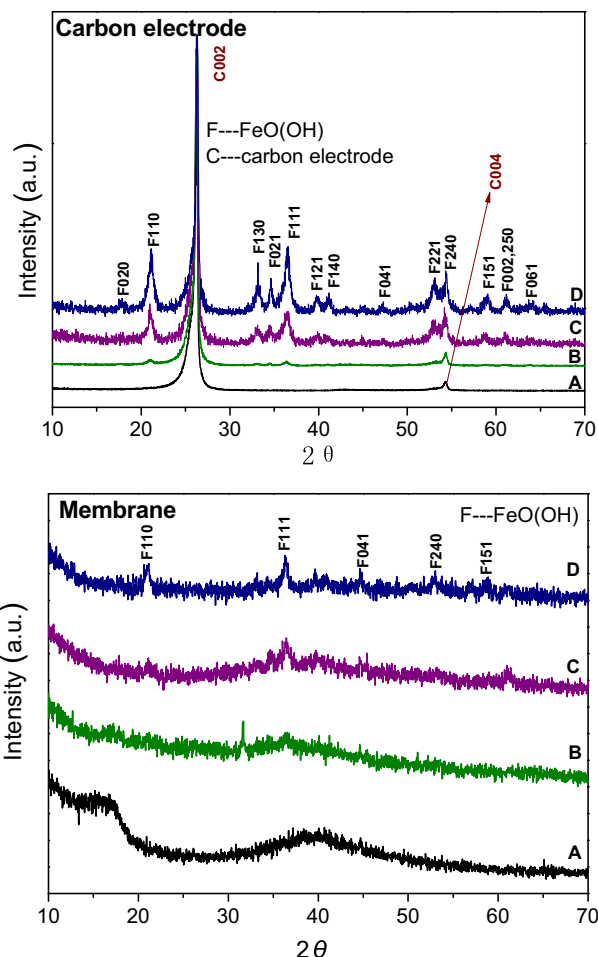 Carbon electrode
C002
F---FeO(OH)
C---carbon electrode
C004
F020
F110
F130
F021
F111
F121
F140
F041
F221
F240
F151
F002,250
F061
D
C
B
A
Intensity (a.u.)
10 20 30 40 50 60 70
2 θ
Membrane
F---FeO(OH)
F110
F111
F041
F240
F151
D
C
B
A
Intensity (a.u.)
10 20 30 40 50 60 70
2θ